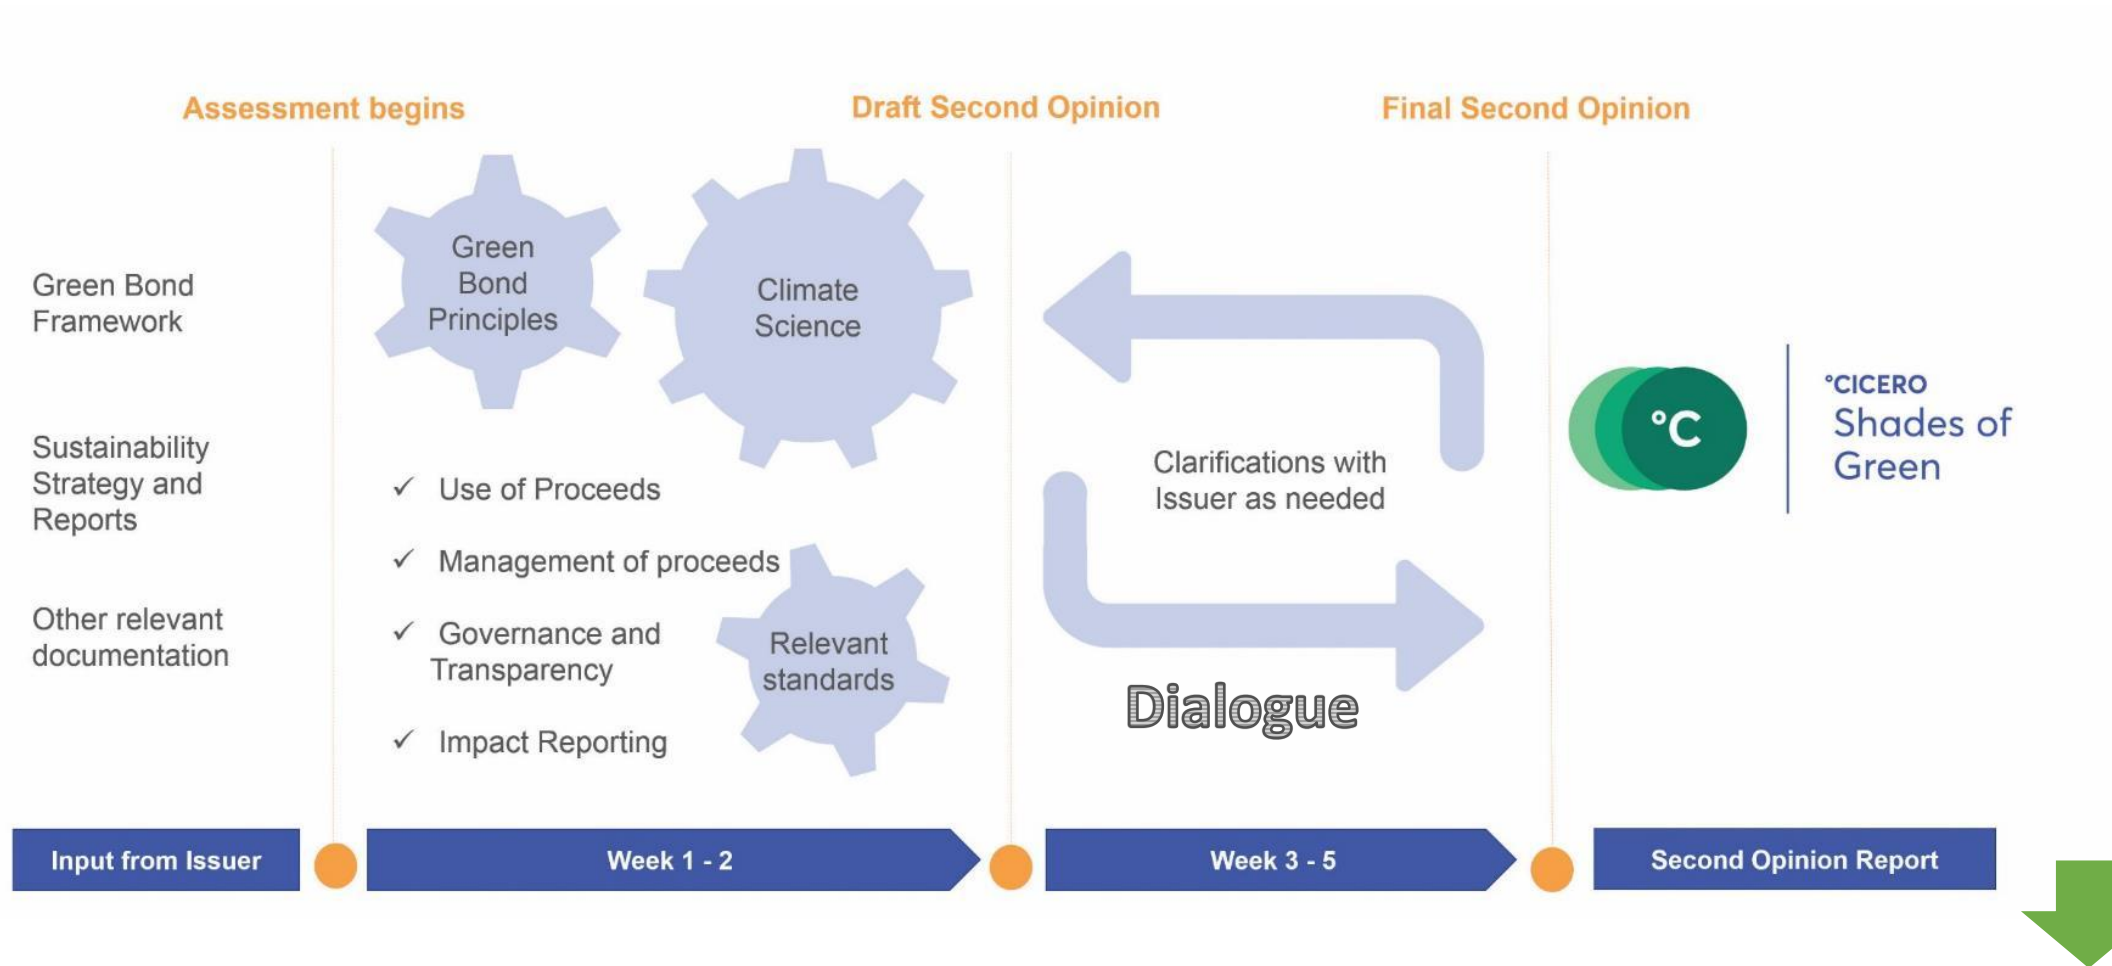 Assessment begins
Draft Second Opinion
Final Second Opinion
Green Bond
Framework
Sustainability
Strategy and
Reports
Other relevant
documentation
Green
Bond
Principles
Climate
Science
✓ Use of Proceeds
✓ Management of proceeds
✓ Governance and
Transparency
✓ Impact Reporting
Relevant
standards
Clarifications with
Issuer as needed
Dialogue
°C
°CICERO
Shades of
Green
Input from Issuer
Week 1 - 2
Week 3 - 5
Second Opinion Report